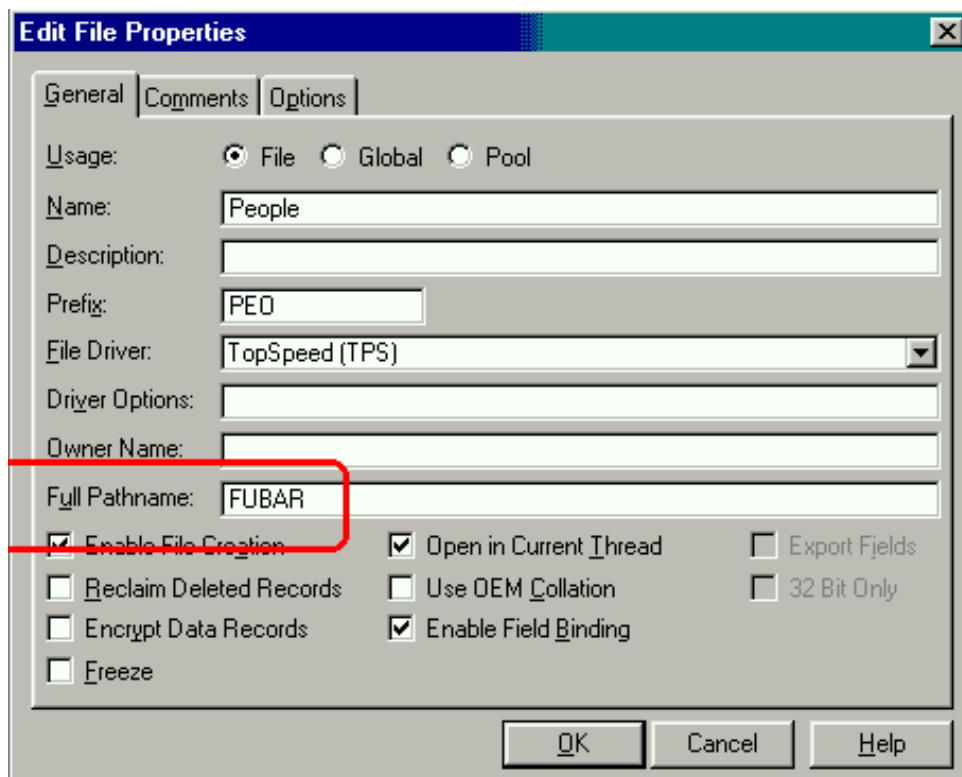 Edit File Properties
General Comments Options
Usage: File Global Pool
Name: People
Description:
Prefix: PEO
File Driver: TopSpeed (TPS)
Driver Options:
Owner Name:
Full Pathname: FUBAR
Enable File Creation Open in Current Thread Export Fields
Reclaim Deleted Records Use OEM Collation 32 Bit Only
Encrypt Data Records Enable Field Binding
Freeze
OK Cancel Help